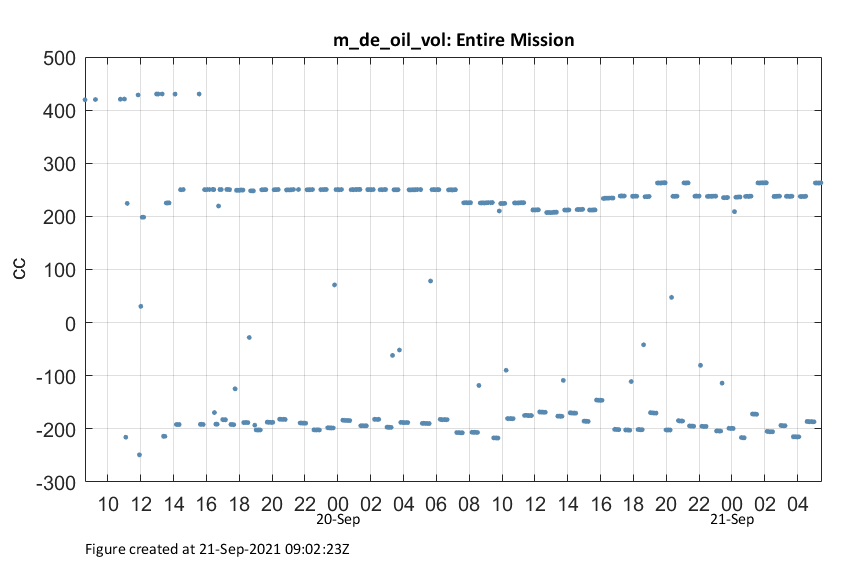 m_de_oil_vol: Entire Mission
500
400
300
200
100
0
-100
-200
-300
CC
10 12 14 16 18 20 22 00 02 04 06 08 10 12 14 16 18 20 22 00 02 04
20-Sep 21-Sep
Figure created at 21-Sep-2021 09:02:23Z